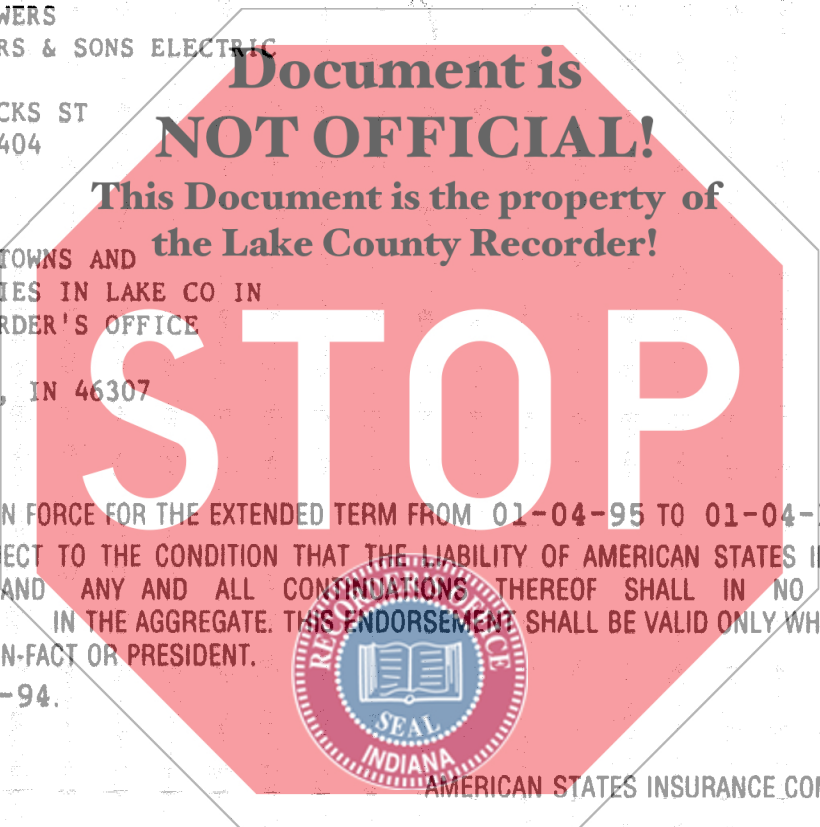 WERS
RS & SONS ELECTRIC
Document is
CKS ST
NOT OFFICIAL!
404
This Document is the property of
the Lake County Recorder!
TOWNS AND
IES IN LAKE CO IN
RDER'S OFFICE
STOP
, IN 46307
N FORCE FOR THE EXTENDED TERM FROM 01-04-95 TO 01-04-
ECT TO THE CONDITION THAT THE LIABILITY OF AMERICAN STATES I
AND ANY AND ALL CONTINUATIONS THEREOF SHALL IN NO
IN THE AGGREGATE. THIS ENDORSEMENT SHALL BE VALID ONLY WH
N-FACT OR PRESIDENT.
-94.
RECORDER'S OFFICE
SEAL
INDIANA
AMERICAN STATES INSURANCE COM